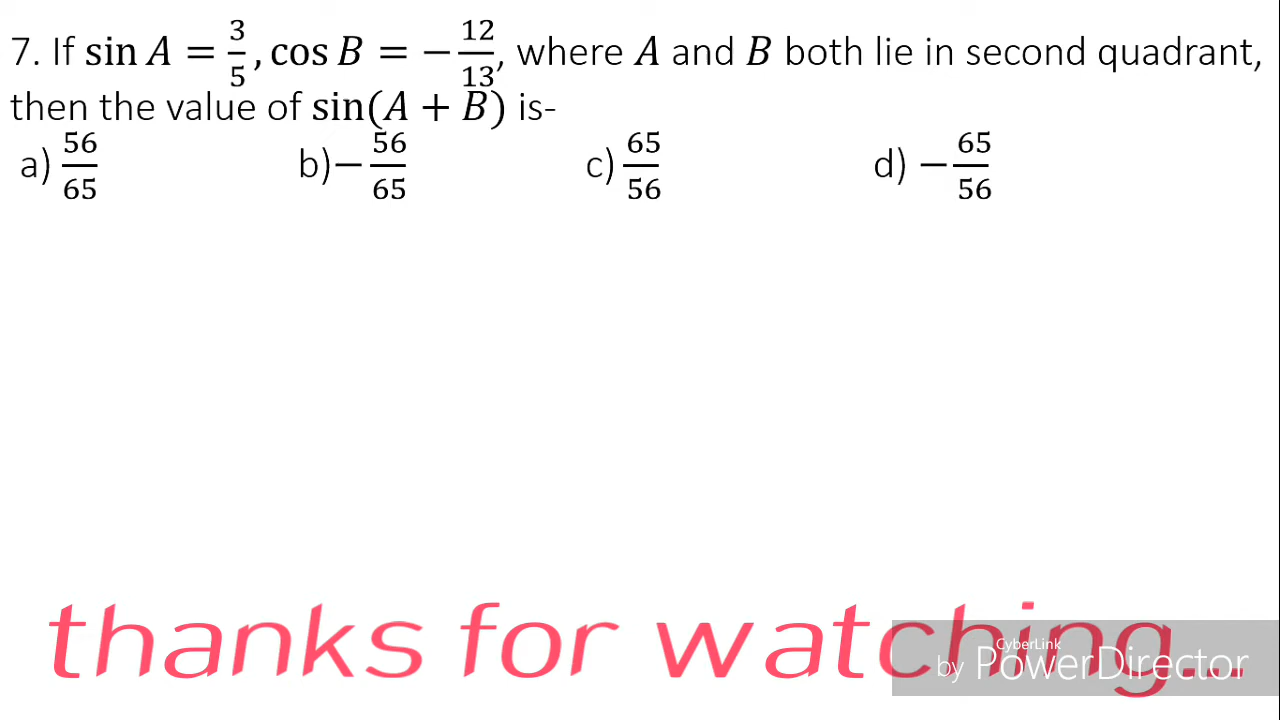 7. If sin A = 3/5, cos B = −12/13, where A and B both lie in second quadrant,
then the value of sin(A + B) is-
a) 56/65 b)−56/65 c) 65/56 d) −65/56
thanks for watching...
CyberLink
by PowerDirector